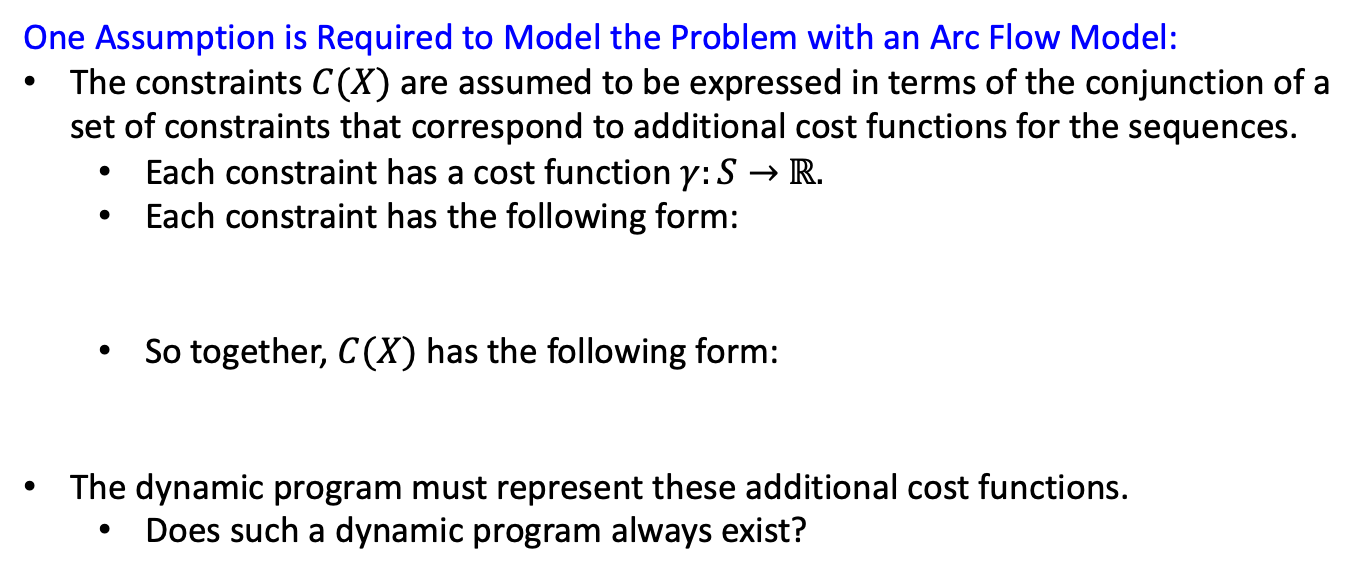 One Assumption is Required to Model the Problem with an Arc Flow Model:
• The constraints C(X) are assumed to be expressed in terms of the conjunction of a
set of constraints that correspond to additional cost functions for the sequences.
• Each constraint has a cost function γ: S → ℝ.
• Each constraint has the following form:
• So together, C(X) has the following form:
• The dynamic program must represent these additional cost functions.
• Does such a dynamic program always exist?